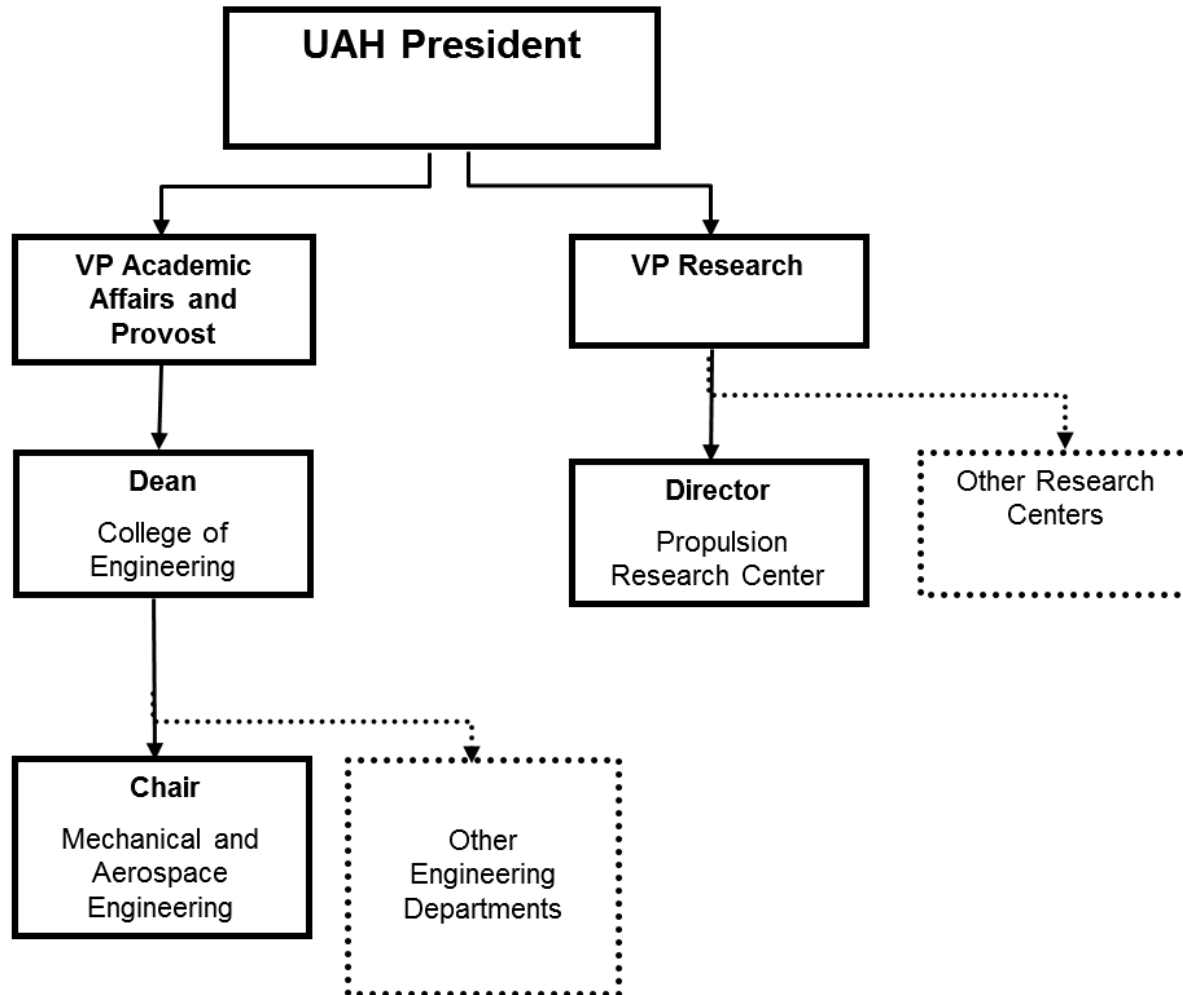 UAH President
VP Academic
Affairs and
Provost
VP Research
Dean
College of
Engineering
Director
Propulsion
Research Center
Other Research
Centers
Chair
Mechanical and
Aerospace
Engineering
Other
Engineering
Departments